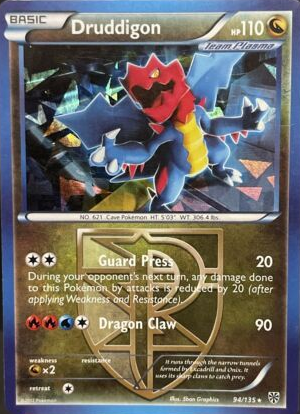 BASIC
Druddigon
HP110
Team Plasma
NO. 621 Cave Pokémon HT: 5'03" WT: 306.4 lbs.
Guard Press 20
During your opponent's next turn, any damage done
to this Pokémon by attacks is reduced by 20 (after
applying Weakness and Resistance).
Dragon Claw 90
weakness
×2
resistance
retreat
It runs through the narrow tunnels
formed by Excadrill and Onix. It
uses its sharp claws to catch prey.
Illus. 5ban Graphics
94/135
©2012 Pokémon